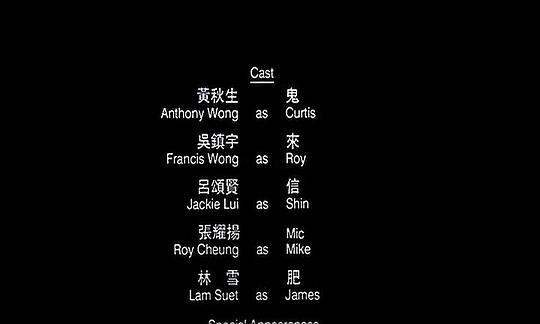 Cast
黃秋生 鬼
Anthony Wong as Curtis
吳鎮宇 來
Francis Wong as Roy
呂頌賢 信
Jackie Lui as Shin
張耀揚 Mic
Roy Cheung as Mike
林雪 肥
Lam Suet as James